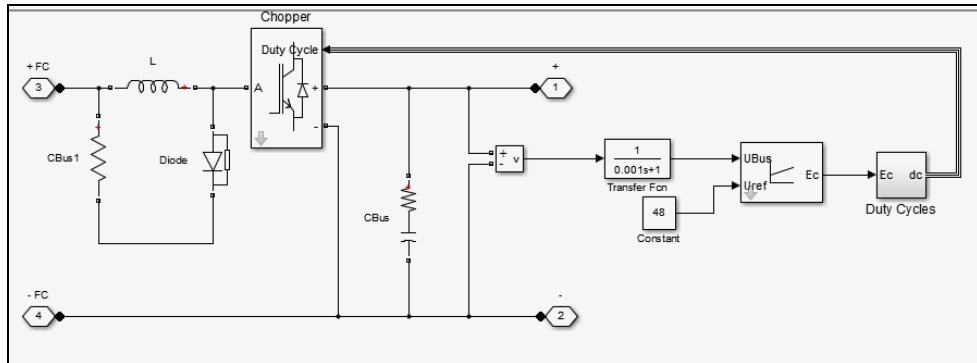 Chopper
Duty Cycle
+ FC
3
L
A
+
-
+
1
CBus1
Diode
CBus
+
-
v
1
0.001s+1
Transfer Fcn
48
Constant
UBus
Uref
Ec
Ec
dc
Duty Cycles
- FC
4
-
2